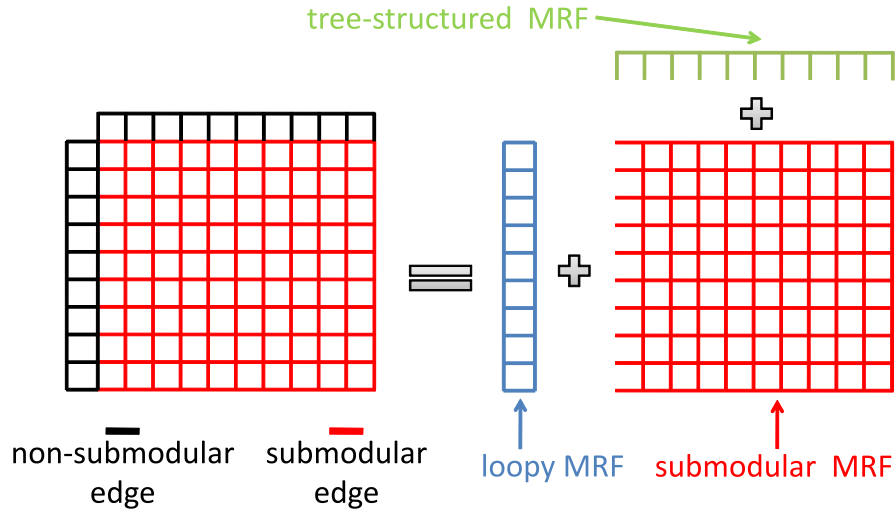 tree-structured MRF
non-submodular
edge
submodular
edge
loopy MRF
submodular MRF